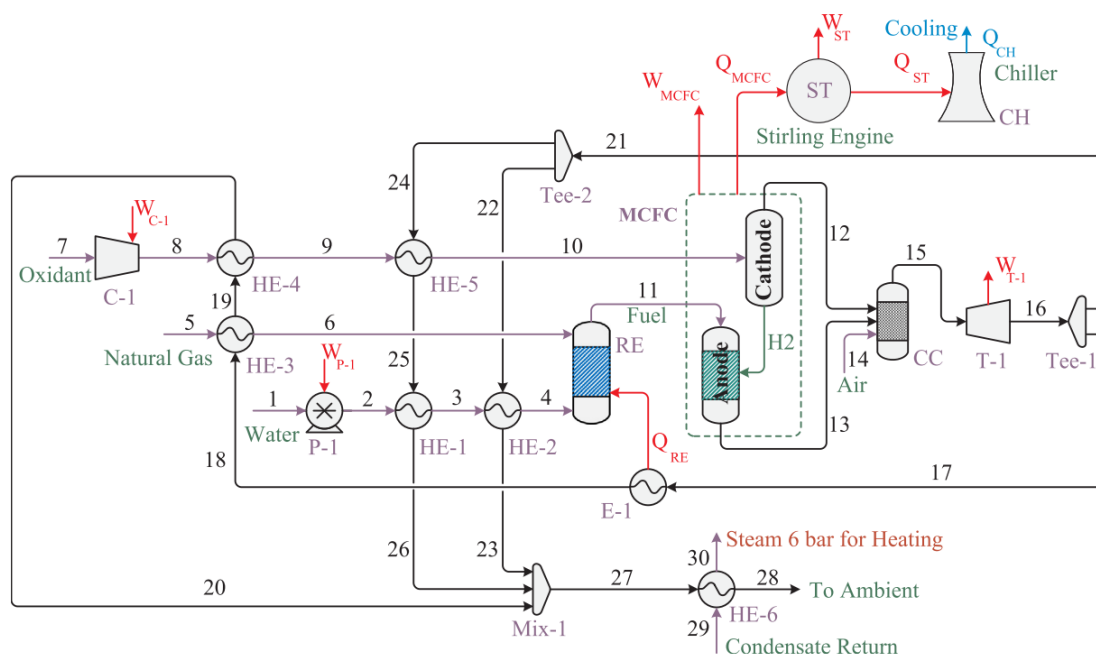 W_ST
Cooling
Q_CH
Q_MCFC
Q_ST
Chiller
W_MCFC
ST
CH
Stirling Engine
21
24
Tee-2
22
MCFC
W_C-1
12
7
8
9
10
15
W_T-1
Oxidant
HE-4
HE-5
Cathode
C-1
11
16
19
Fuel
5
6
RE
H2
CC
T-1
Natural Gas
HE-3
14
Tee-1
W_P-1
25
Anode
Air
1
2
3
4
Water
P-1
HE-1
HE-2
13
Q_RE
18
17
E-1
26
23
30
Steam 6 bar for Heating
20
27
28
To Ambient
Mix-1
HE-6
29
Condensate Return